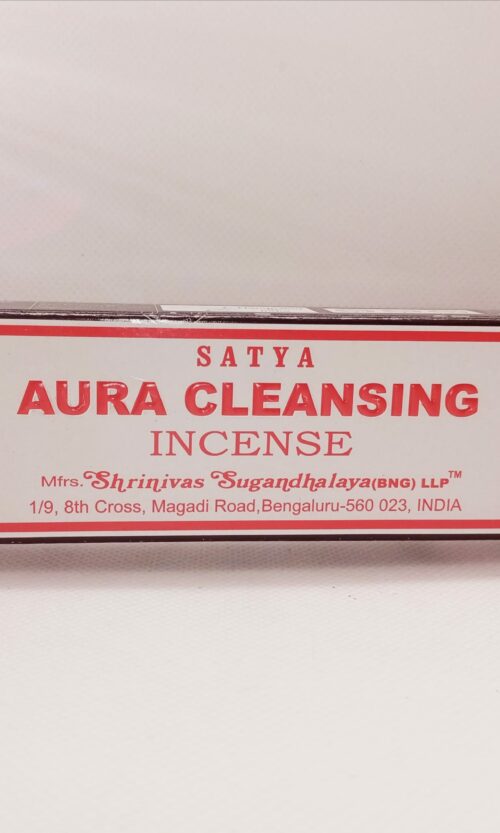 SATYA
AURA CLEANSING
INCENSE
Mfrs. Shrinivas Sugandhalaya(BNG) LLP™
1/9, 8th Cross, Magadi Road,Bengaluru-560 023, INDIA